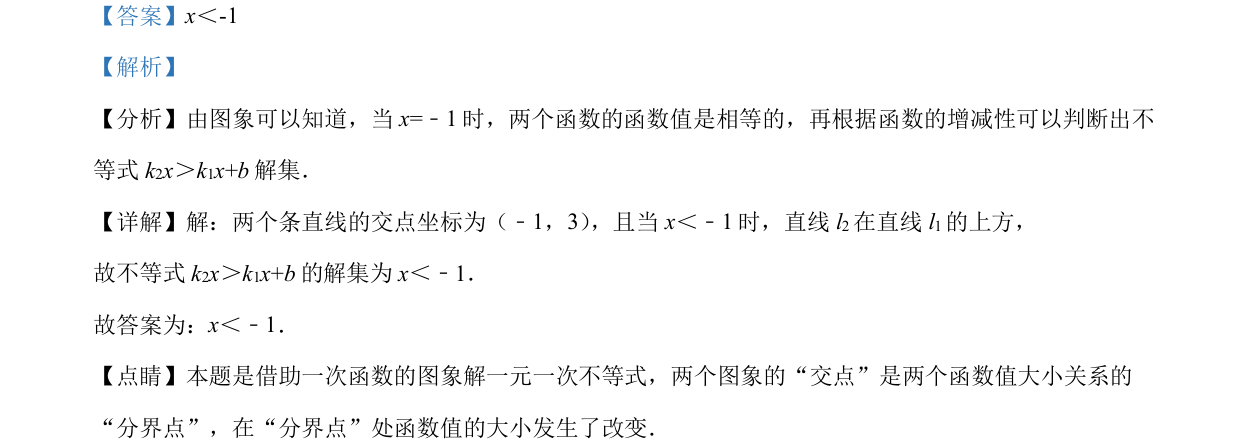 【答案】x＜-1
【解析】
【分析】由图象可以知道，当 x=﹣1 时，两个函数的函数值是相等的，再根据函数的增减性可以判断出不
等式 k₂x＞k₁x+b 解集．
【详解】解：两个条直线的交点坐标为（﹣1，3），且当 x＜﹣1 时，直线 l₂ 在直线 l₁ 的上方，
故不等式 k₂x＞k₁x+b 的解集为 x＜﹣1．
故答案为：x＜﹣1．
【点睛】本题是借助一次函数的图象解一元一次不等式，两个图象的“交点”是两个函数值大小关系的
“分界点”，在“分界点”处函数值的大小发生了改变．